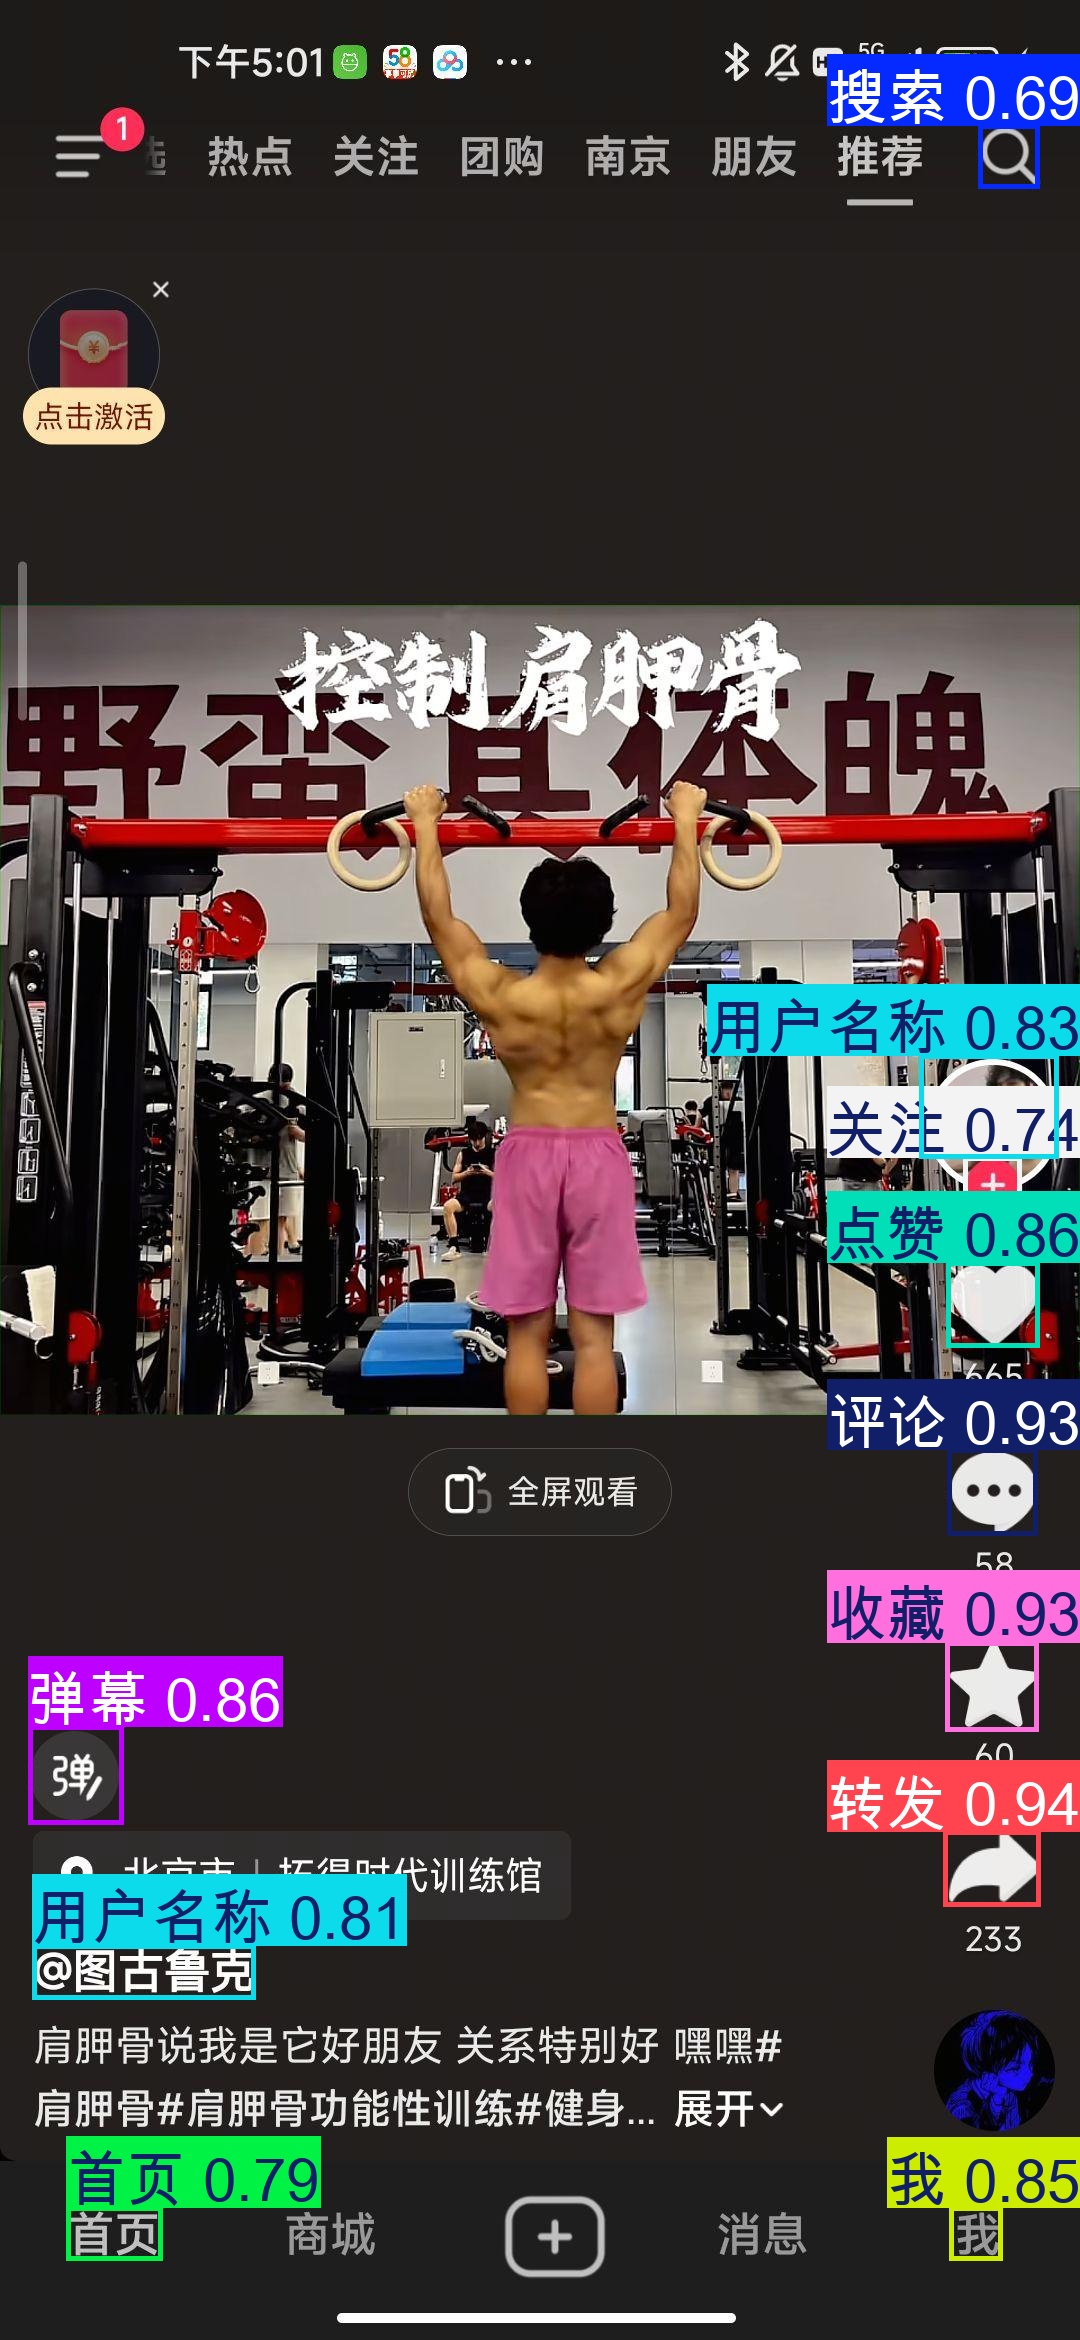 下午5:01
58
5G
搜索 0.69
1
热点 关注 团购 南京 朋友 推荐
点击激活
控制肩胛骨
野蛮其体魄
用户名称 0.83
关注 0.74
点赞 0.86
665
评论 0.93
全屏观看
58
收藏 0.93
弹幕 0.86
60
弹
转发 0.94
北京市 | 拓得时代训练馆
用户名称 0.81
233
@图古鲁克
肩胛骨说我是它好朋友 关系特别好 嘿嘿#
肩胛骨#肩胛骨功能性训练#健身... 展开
首页 0.79
我 0.85
首页 商城 消息 我